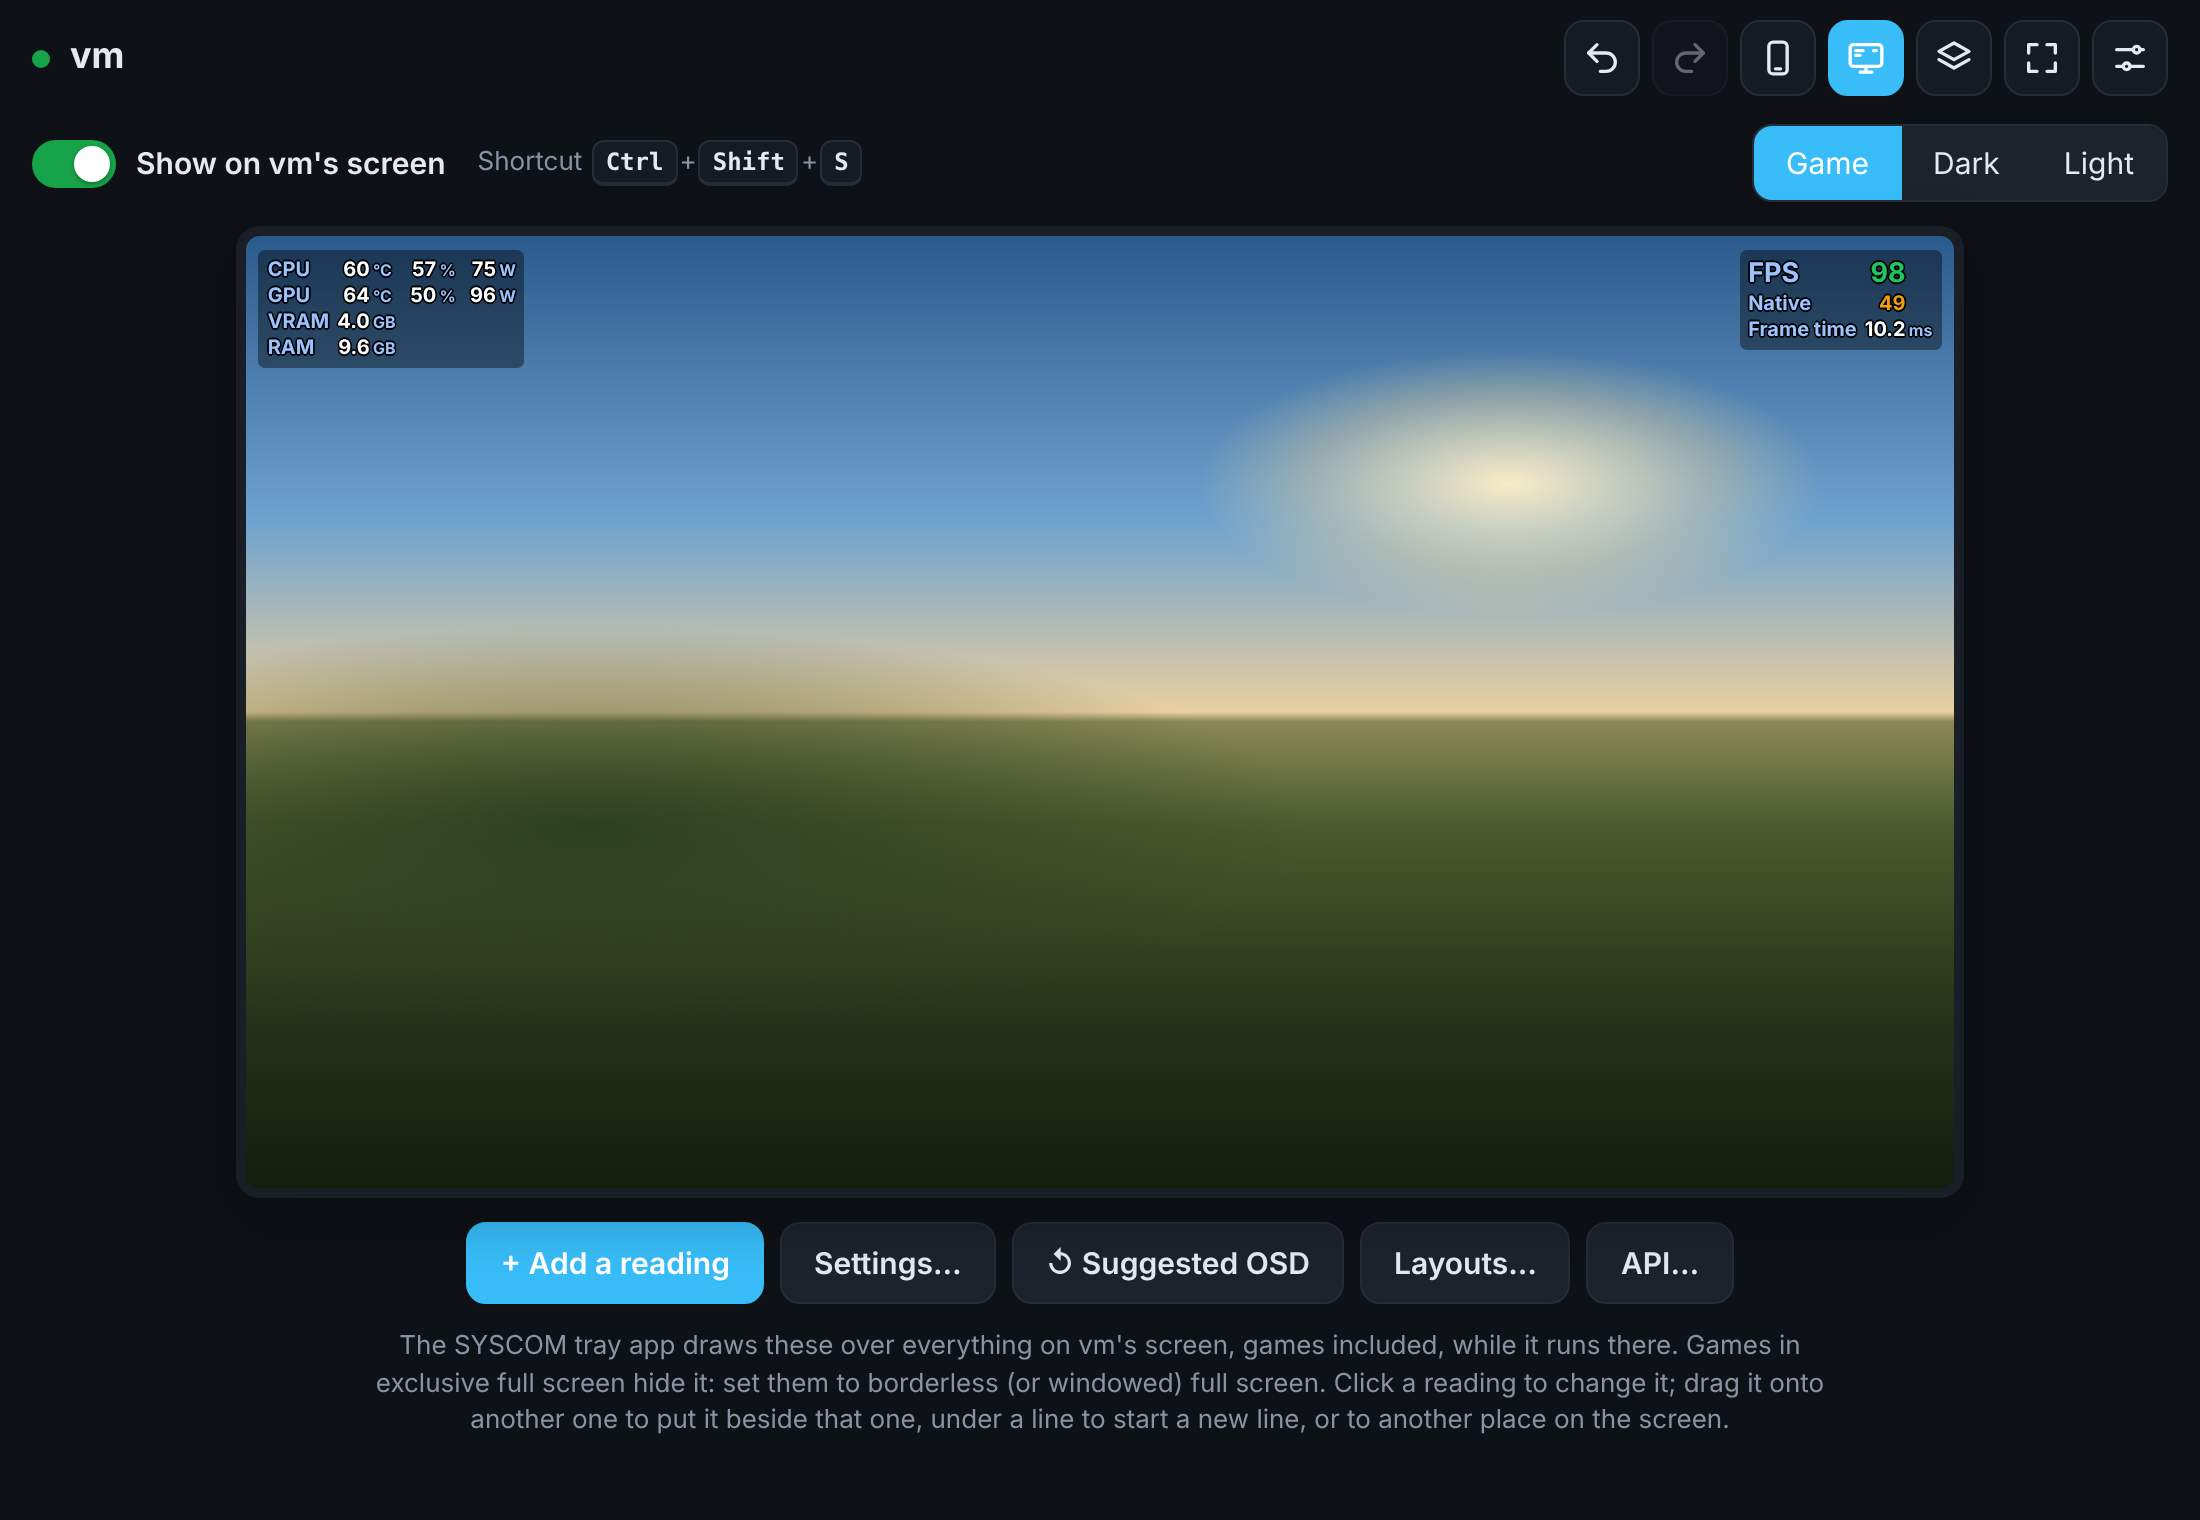 vm
Show on vm's screen Shortcut Ctrl + Shift + S
Game Dark Light
CPU 60 °C 57 % 75 W
GPU 64 °C 50 % 96 W
VRAM 4.0 GB
RAM 9.6 GB
FPS 98
Native 49
Frame time 10.2 ms
+ Add a reading Settings... Suggested OSD Layouts... API...
The SYSCOM tray app draws these over everything on vm's screen, games included, while it runs there. Games in
exclusive full screen hide it: set them to borderless (or windowed) full screen. Click a reading to change it; drag it onto
another one to put it beside that one, under a line to start a new line, or to another place on the screen.